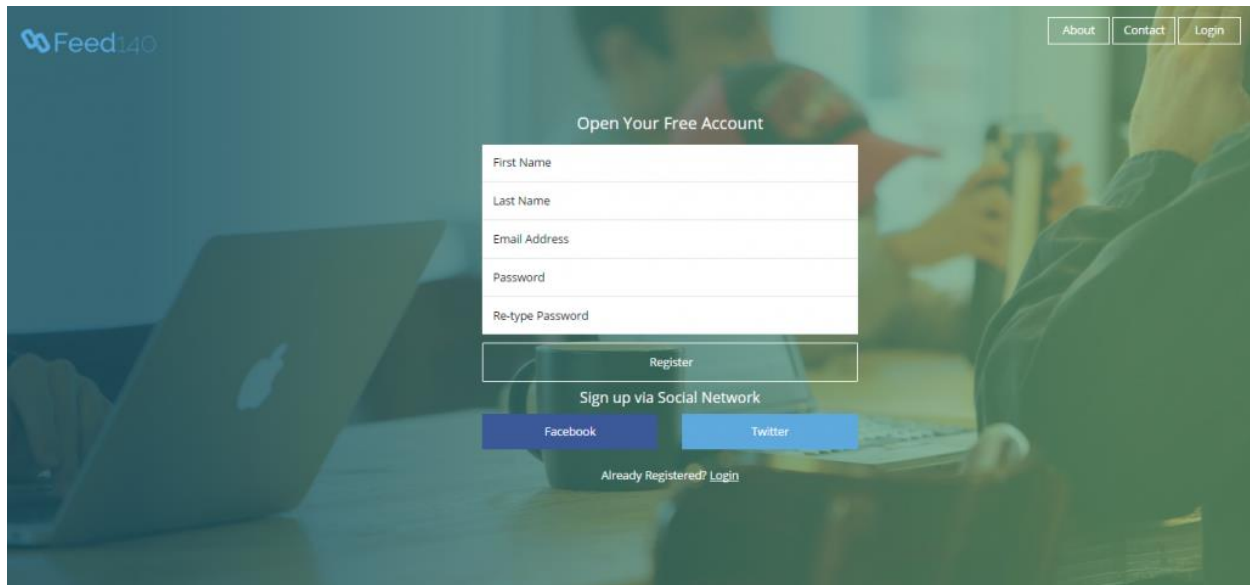 Feed140
About Contact Login
Open Your Free Account
First Name
Last Name
Email Address
Password
Re-type Password
Register
Sign up via Social Network
Facebook Twitter
Already Registered? Login